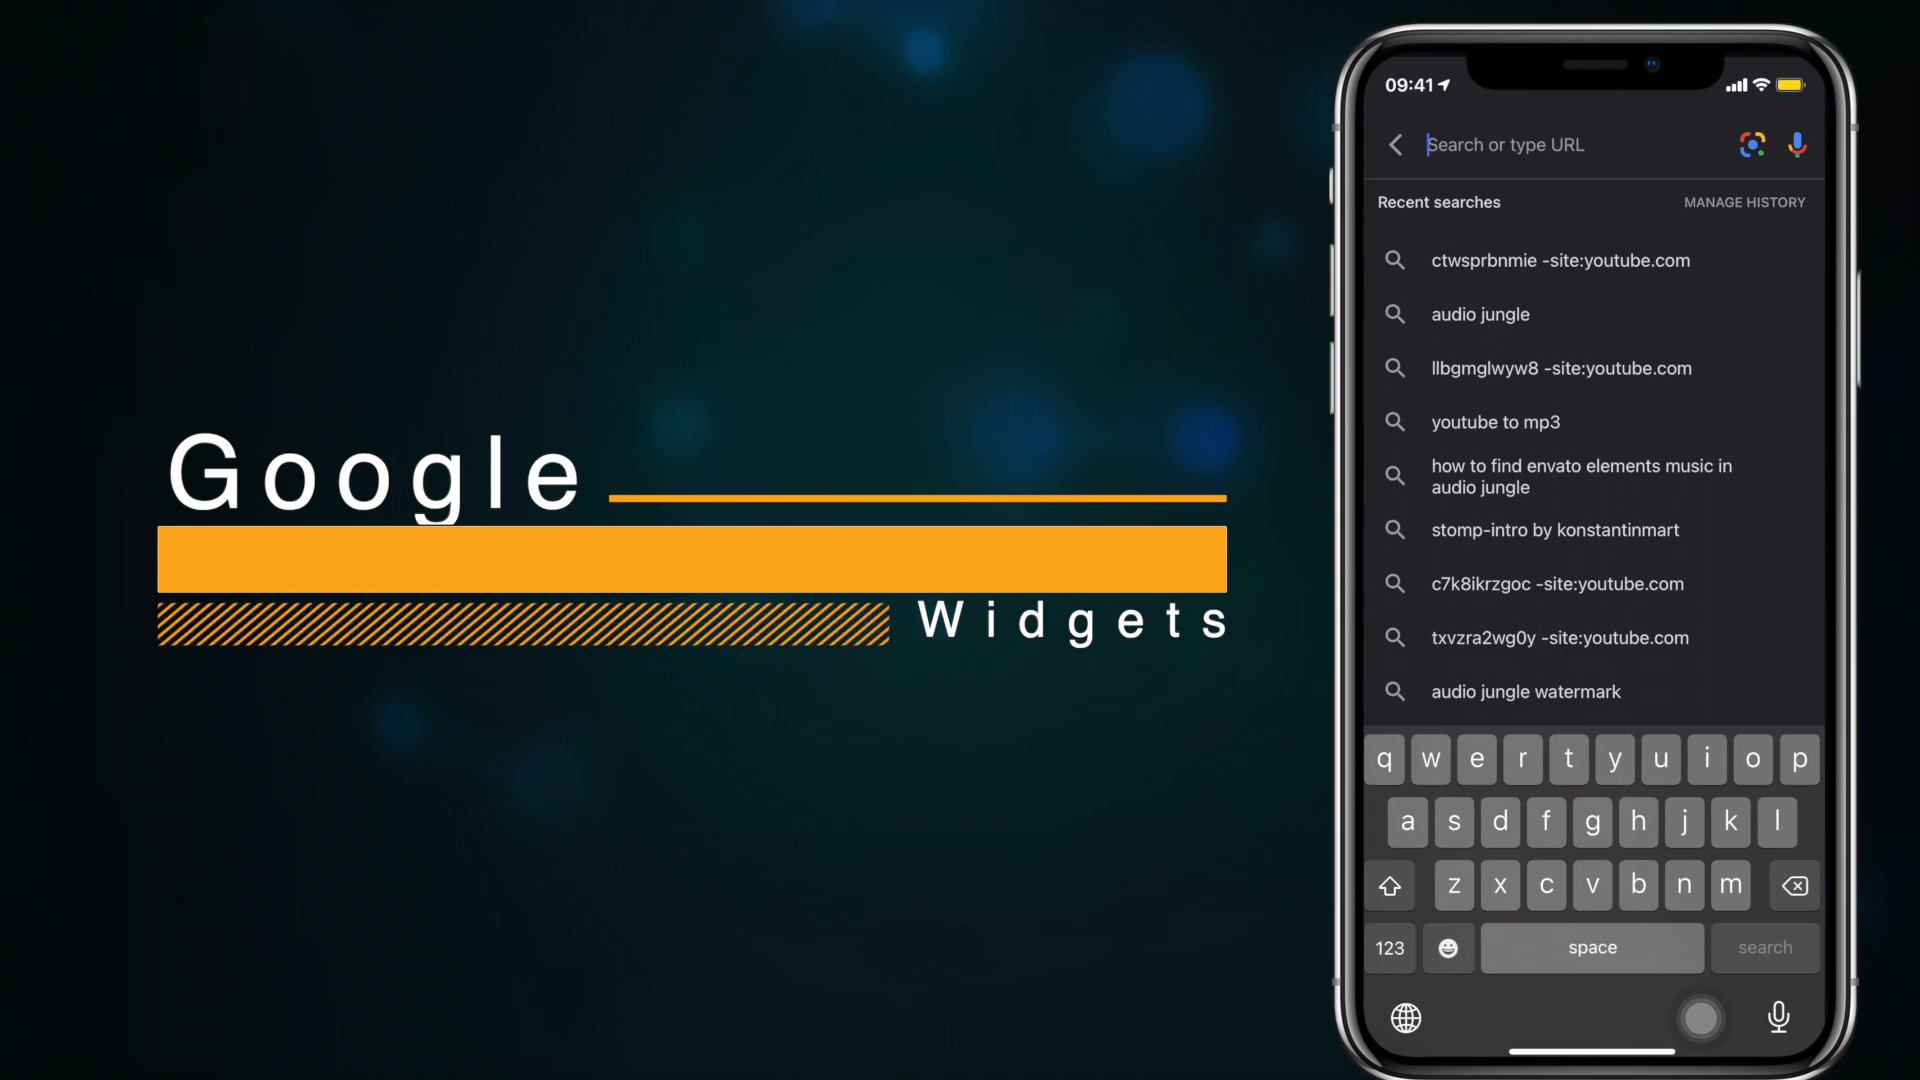 Google
Widgets
09:41
Search or type URL
Recent searches
MANAGE HISTORY
ctwsprbnmie -site:youtube.com
audio jungle
llbgmglwyw8 -site:youtube.com
youtube to mp3
how to find envato elements music in
audio jungle
stomp-intro by konstantinmart
c7k8ikrzgoc -site:youtube.com
txvzra2wg0y -site:youtube.com
audio jungle watermark
q w e r t y u i o p
a s d f g h j k l
z x c v b n m
123 space search